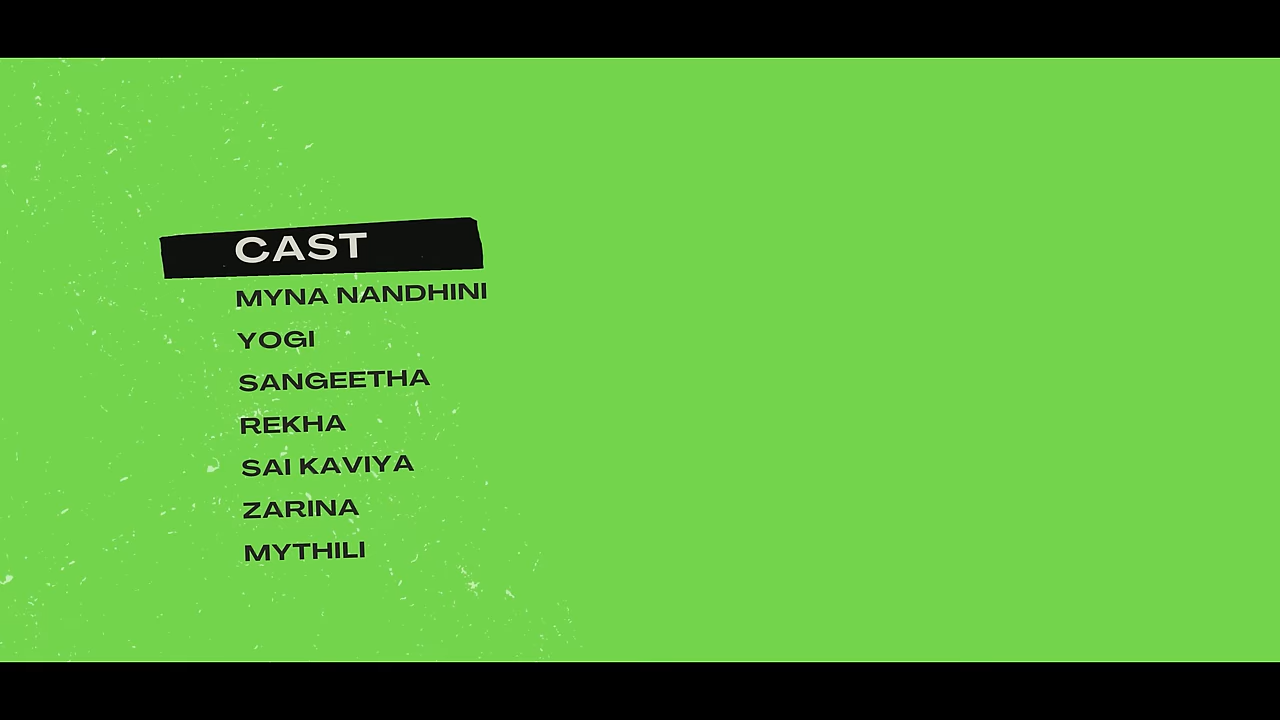 CAST
MYNA NANDHINI
YOGI
SANGEETHA
REKHA
SAI KAVIYA
ZARINA
MYTHILI